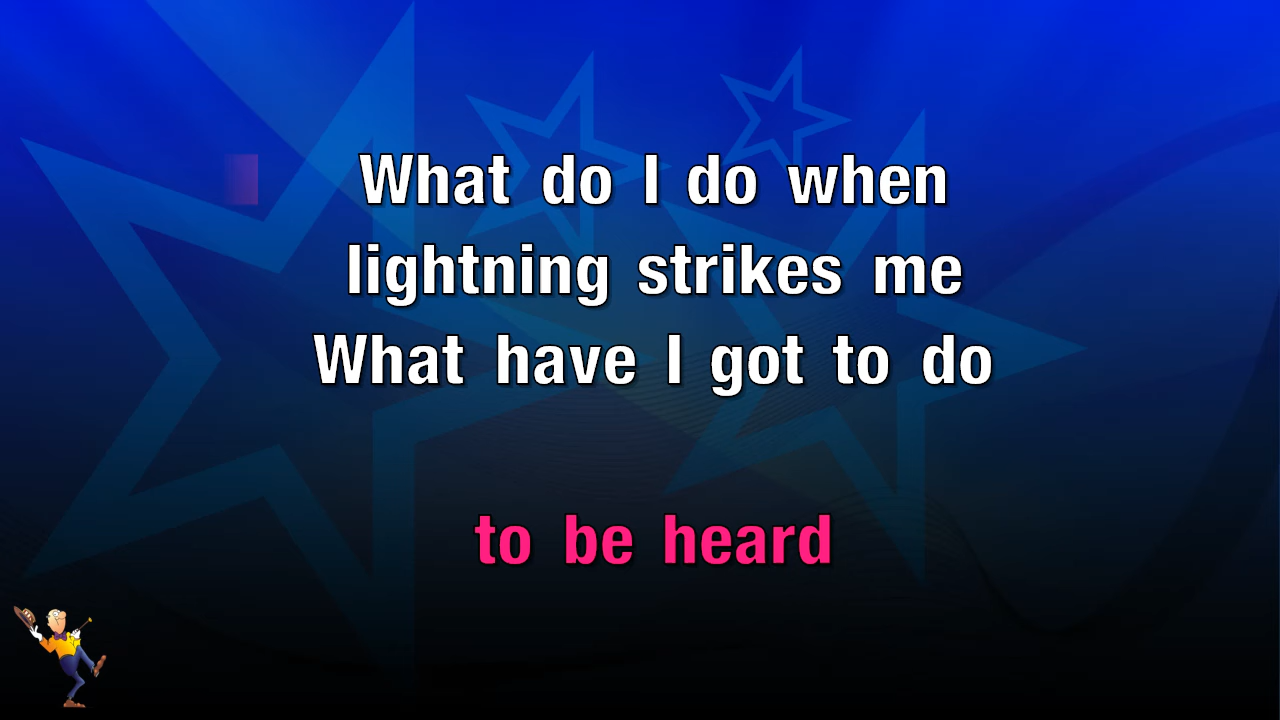 What do I do when
lightning strikes me
What have I got to do
to be heard